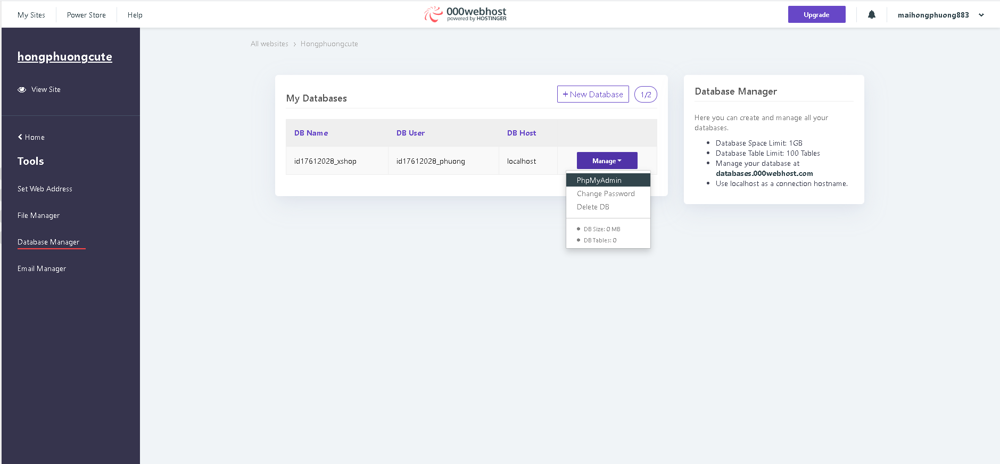 My Sites
Power Store
Help
000webhost
powered by HOSTINGER
Upgrade
maihongphuong883
hongphuongcute
View Site
Home
Tools
Set Web Address
File Manager
Database Manager
Email Manager
All websites › Hongphuongcute
My Databases
+ New Database
1/2
DB Name DB User DB Host
id17612028_xshop id17612028_phuong localhost Manage
PhpMyAdmin
Change Password
Delete DB
• DB Size: 0 MB
• DB Tables: 0
Database Manager
Here you can create and manage all your
databases.
• Database Space Limit: 1GB
• Database Table Limit: 100 Tables
• Manage your database at
databases.000webhost.com
• Use localhost as a connection hostname.